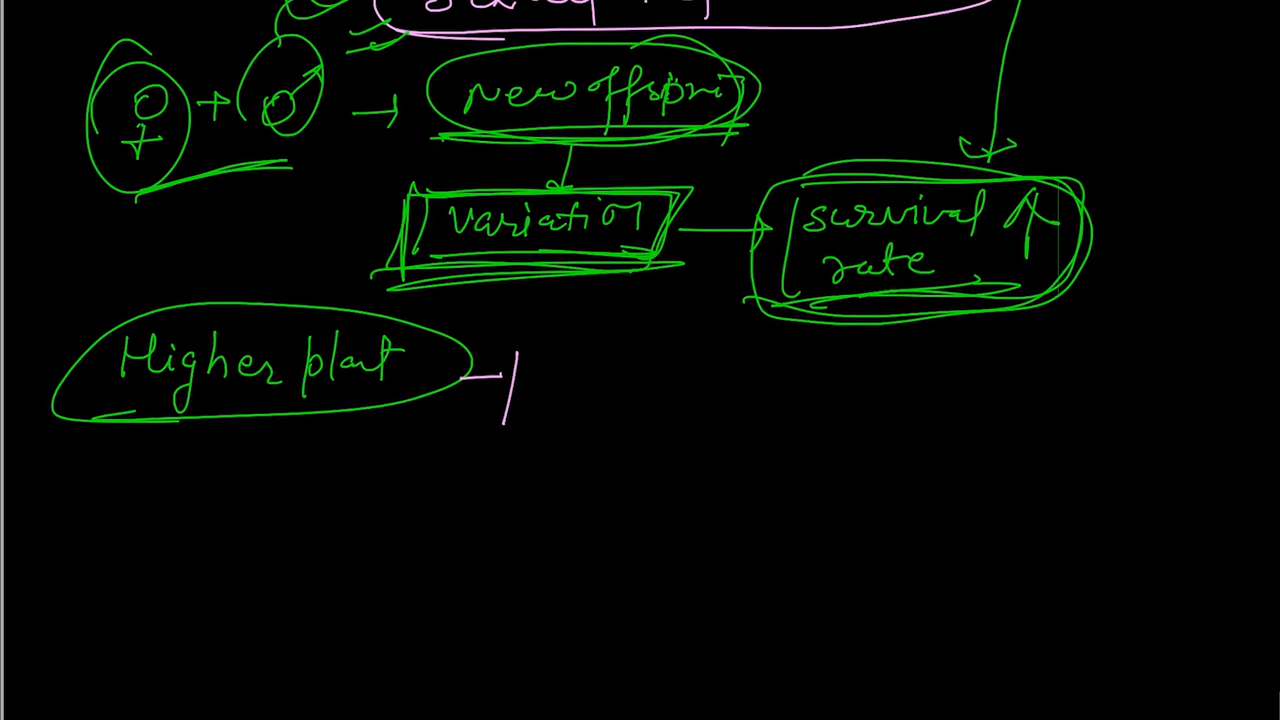 ♀ + ♂ → New offspring
variation → survival ↑
rate
Higher plant